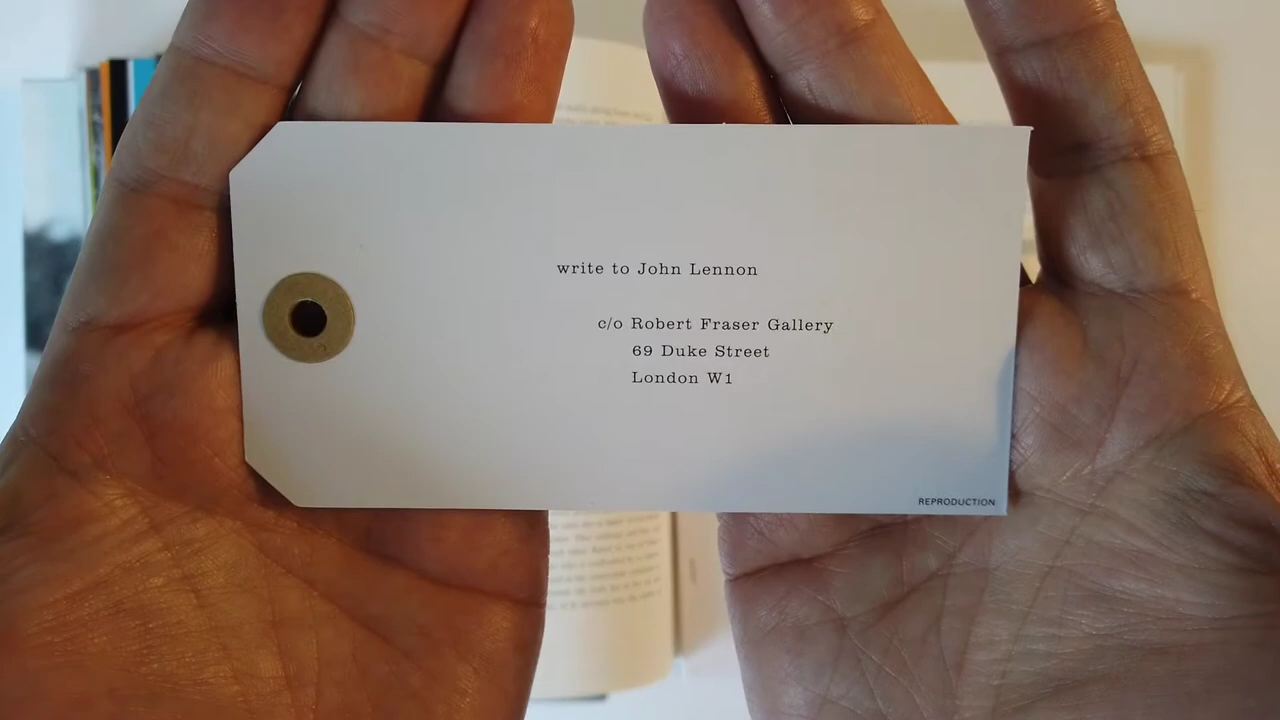 write to John Lennon
c/o Robert Fraser Gallery
69 Duke Street
London W1
REPRODUCTION